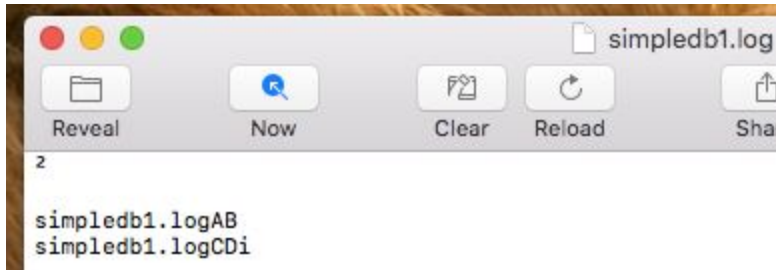 simpledb1.log
Reveal Now Clear Reload Sha
2
simpledb1.logAB
simpledb1.logCDi